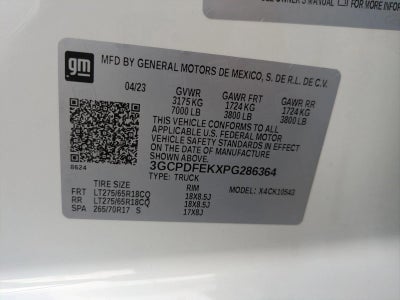 gm
MFD BY GENERAL MOTORS DE MEXICO, S. DE R.L. DE C.V.
04/23 GVWR GAWR FRT GAWR RR
3175 KG 1724 KG 1724 KG
7000 LB 3800 LB 3800 LB
THIS VEHICLE CONFORMS TO ALL
APPLICABLE U.S. FEDERAL MOTOR
VEHICLE SAFETY STANDARDS IN EFFECT
ON THE DATE OF MANUFACTURE SHOWN ABOVE.
3GCPDFEKXPG286364
8624 TYPE: TRUCK MODEL: X4CK10543
TIRE SIZE RIM
FRT LT275/65R18CQ 18X8.5J
RR LT275/65R18CQ 18X8.5J
SPA 265/70R17 S 17X8J